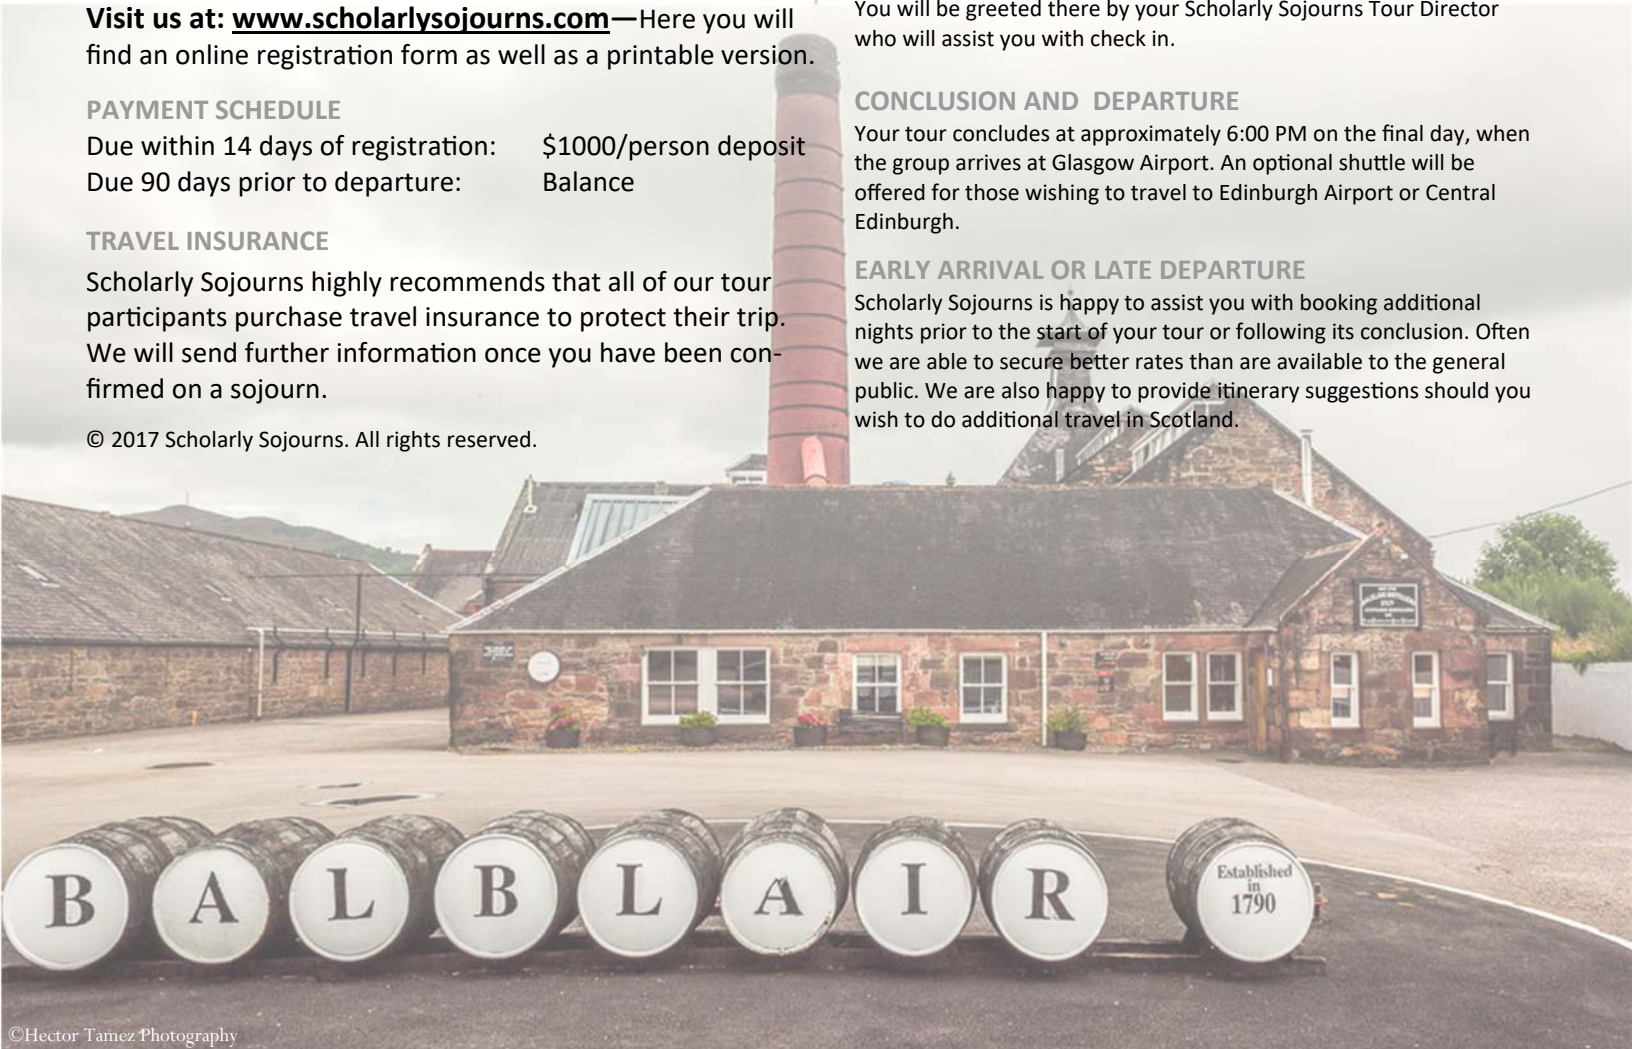 Visit us at: www.scholarlysojourns.com—Here you will
find an online registration form as well as a printable version.
PAYMENT SCHEDULE
Due within 14 days of registration: $1000/person deposit
Due 90 days prior to departure: Balance
TRAVEL INSURANCE
Scholarly Sojourns highly recommends that all of our tour
participants purchase travel insurance to protect their trip.
We will send further information once you have been con-
firmed on a sojourn.
© 2017 Scholarly Sojourns. All rights reserved.
You will be greeted there by your Scholarly Sojourns Tour Director
who will assist you with check in.
CONCLUSION AND DEPARTURE
Your tour concludes at approximately 6:00 PM on the final day, when
the group arrives at Glasgow Airport. An optional shuttle will be
offered for those wishing to travel to Edinburgh Airport or Central
Edinburgh.
EARLY ARRIVAL OR LATE DEPARTURE
Scholarly Sojourns is happy to assist you with booking additional
nights prior to the start of your tour or following its conclusion. Often
we are able to secure better rates than are available to the general
public. We are also happy to provide itinerary suggestions should you
wish to do additional travel in Scotland.
B A L B L A I R
Established
in
1790
©Hector Tamez Photography